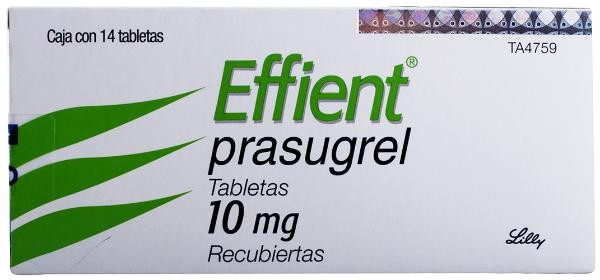 Caja con 14 tabletas
TA4759
Effient®
prasugrel
Tabletas
10 mg
Recubiertas
Lilly